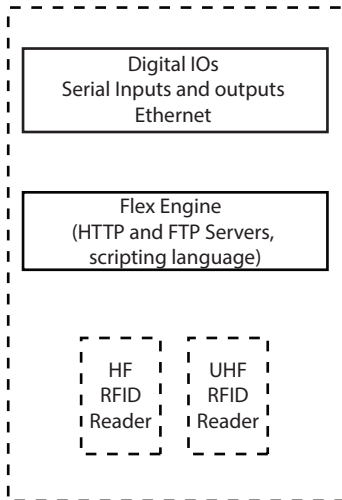 Digital IOs
Serial Inputs and outputs
Ethernet
Flex Engine
(HTTP and FTP Servers,
scripting language)
HF
RFID
Reader
UHF
RFID
Reader